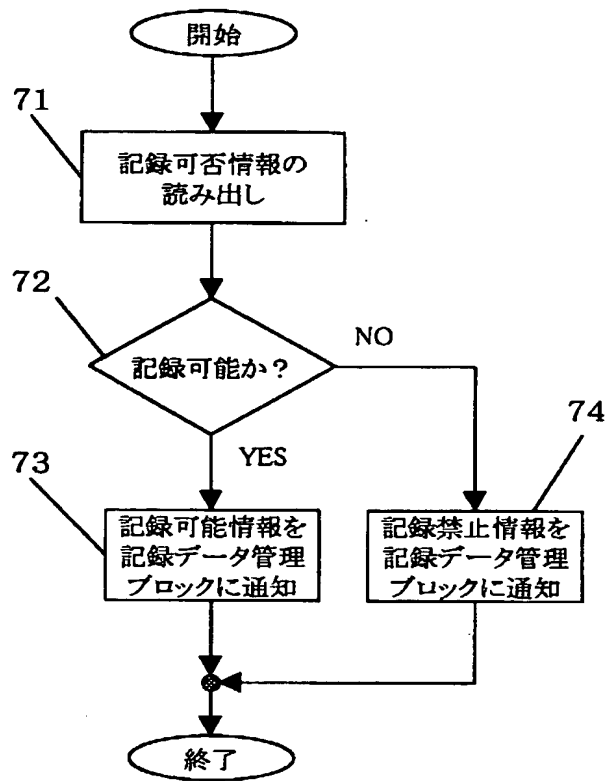 開始
71
記録可否情報の
読み出し
72
記録可能か？
NO
YES
73
記録可能情報を
記録データ管理
ブロックに通知
74
記録禁止情報を
記録データ管理
ブロックに通知
終了